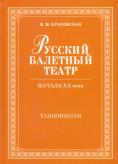 В. М. КРАСОВСКАЯ
РУССКИЙ
БАЛЕТНЫЙ
ТЕАТР
НАЧАЛА XX века
ТАНЦОВЩИКИ